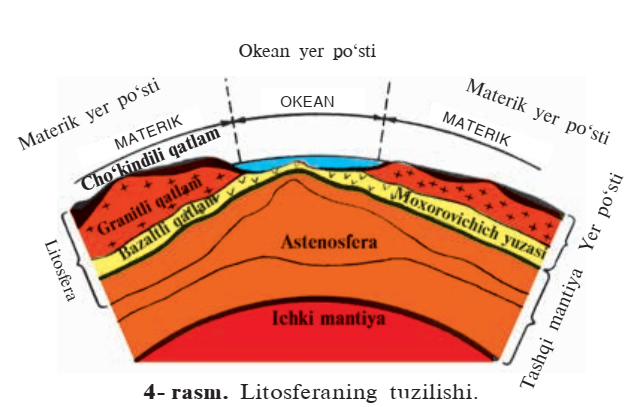 Okean yer po‘sti
Materik yer po‘sti
Materik yer po‘sti
OKEAN
MATERIK
MATERIK
Cho‘kindili qatlam
Granitli qatlam
Bazaltli qatlam
Moxorovichich yuzasi
Yer po‘sti
Litosfera
Astenosfera
Tashqi mantiya
Ichki mantiya
4- rasm. Litosferaning tuzilishi.